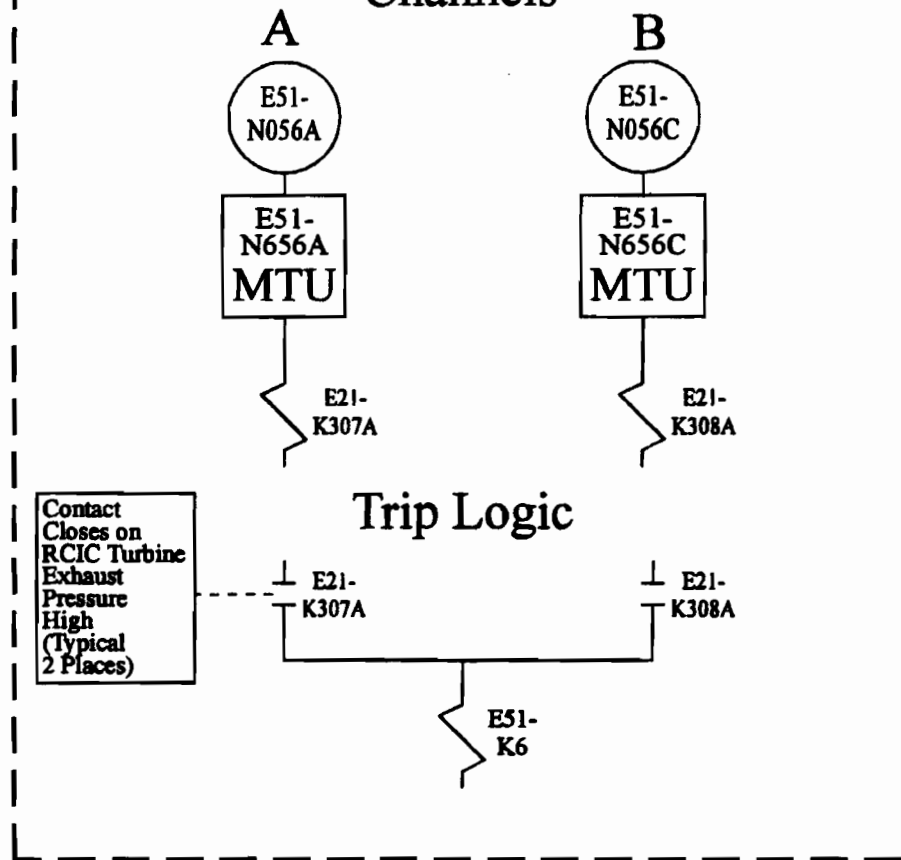 Channels
A
B
E51-
N056A
E51-
N056C
E51-
N656A
MTU
E51-
N656C
MTU
E21-
K307A
E21-
K308A
Trip Logic
Contact
Closes on
RCIC Turbine
Exhaust
Pressure
High
(Typical
2 Places)
E21-
K307A
E21-
K308A
E51-
K6